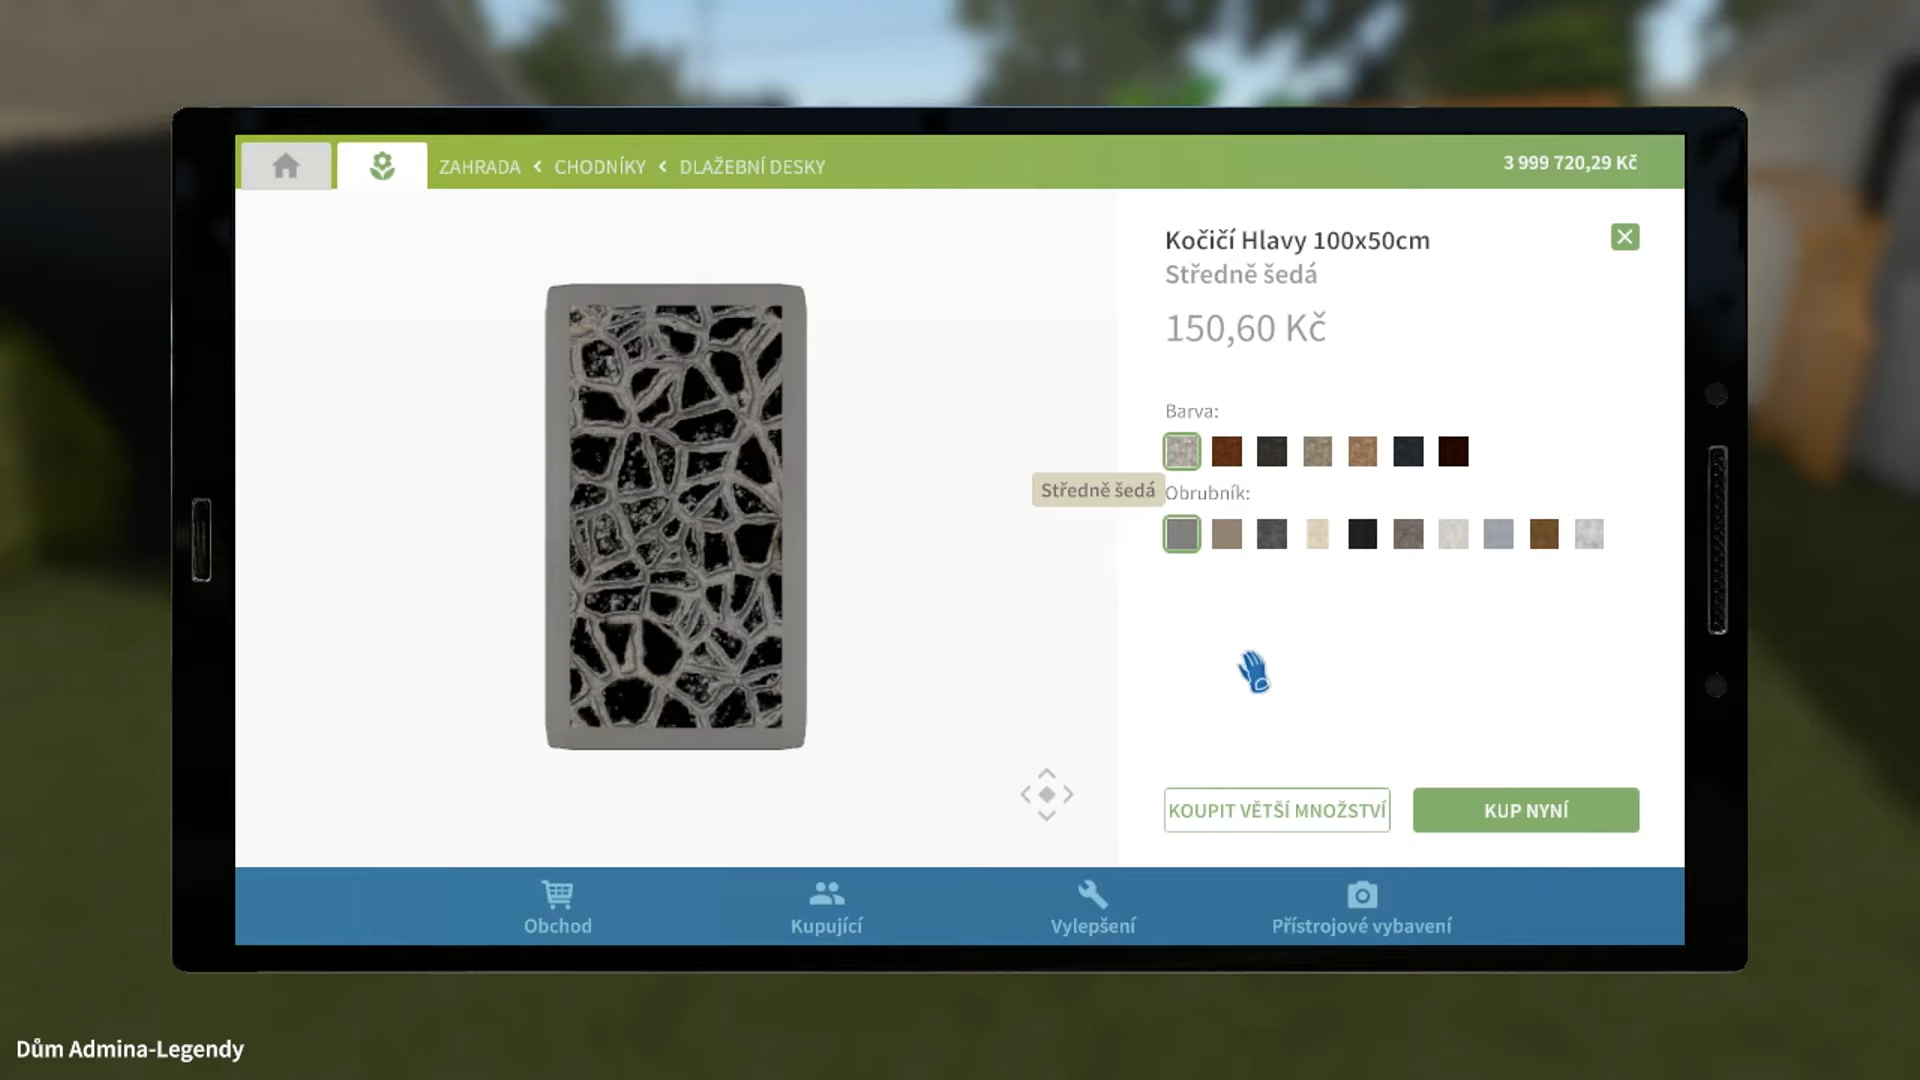 ZAHRADA < CHODNÍKY < DLAŽEBNÍ DESKY
3 999 720,29 Kč
Kočičí Hlavy 100x50cm
Středně šedá
150,60 Kč
Barva:
Středně šedá
Obrubník:
KOUPIT VĚTŠÍ MNOŽSTVÍ
KUP NYNÍ
Obchod
Kupující
Vylepšení
Přístrojové vybavení
Dům Admina-Legendy